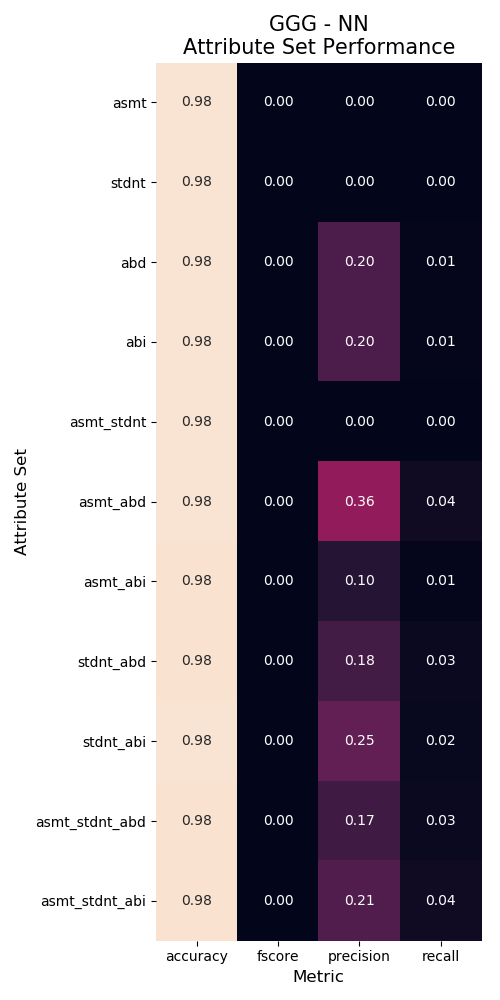 GGG - NN
Attribute Set Performance
asmt 0.98 0.00 0.00 0.00
stdnt 0.98 0.00 0.00 0.00
abd 0.98 0.00 0.20 0.01
abi 0.98 0.00 0.20 0.01
asmt_stdnt 0.98 0.00 0.00 0.00
asmt_abd 0.98 0.00 0.36 0.04
asmt_abi 0.98 0.00 0.10 0.01
stdnt_abd 0.98 0.00 0.18 0.03
stdnt_abi 0.98 0.00 0.25 0.02
asmt_stdnt_abd 0.98 0.00 0.17 0.03
asmt_stdnt_abi 0.98 0.00 0.21 0.04
accuracy fscore precision recall
Metric
Attribute Set